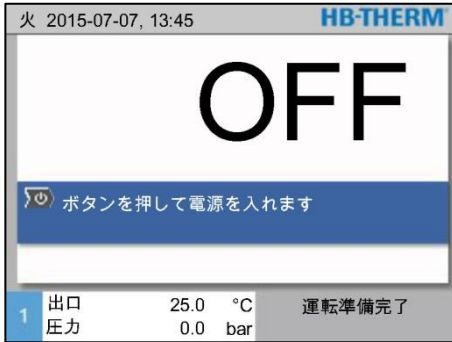 火 2015-07-07, 13:45 HB-THERM
OFF
ボタンを押して電源を入れます
1 出口 25.0 °C 運転準備完了
圧力 0.0 bar